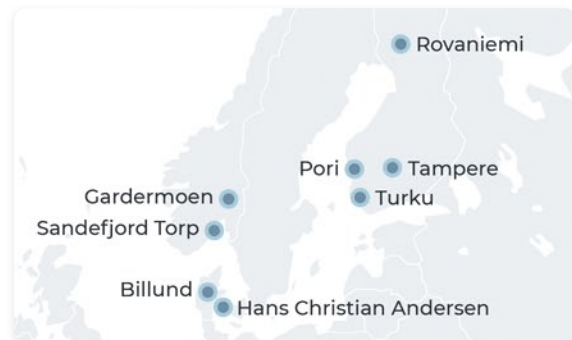 Rovaniemi
Pori
Tampere
Gardermoen
Turku
Sandefjord Torp
Billund
Hans Christian Andersen